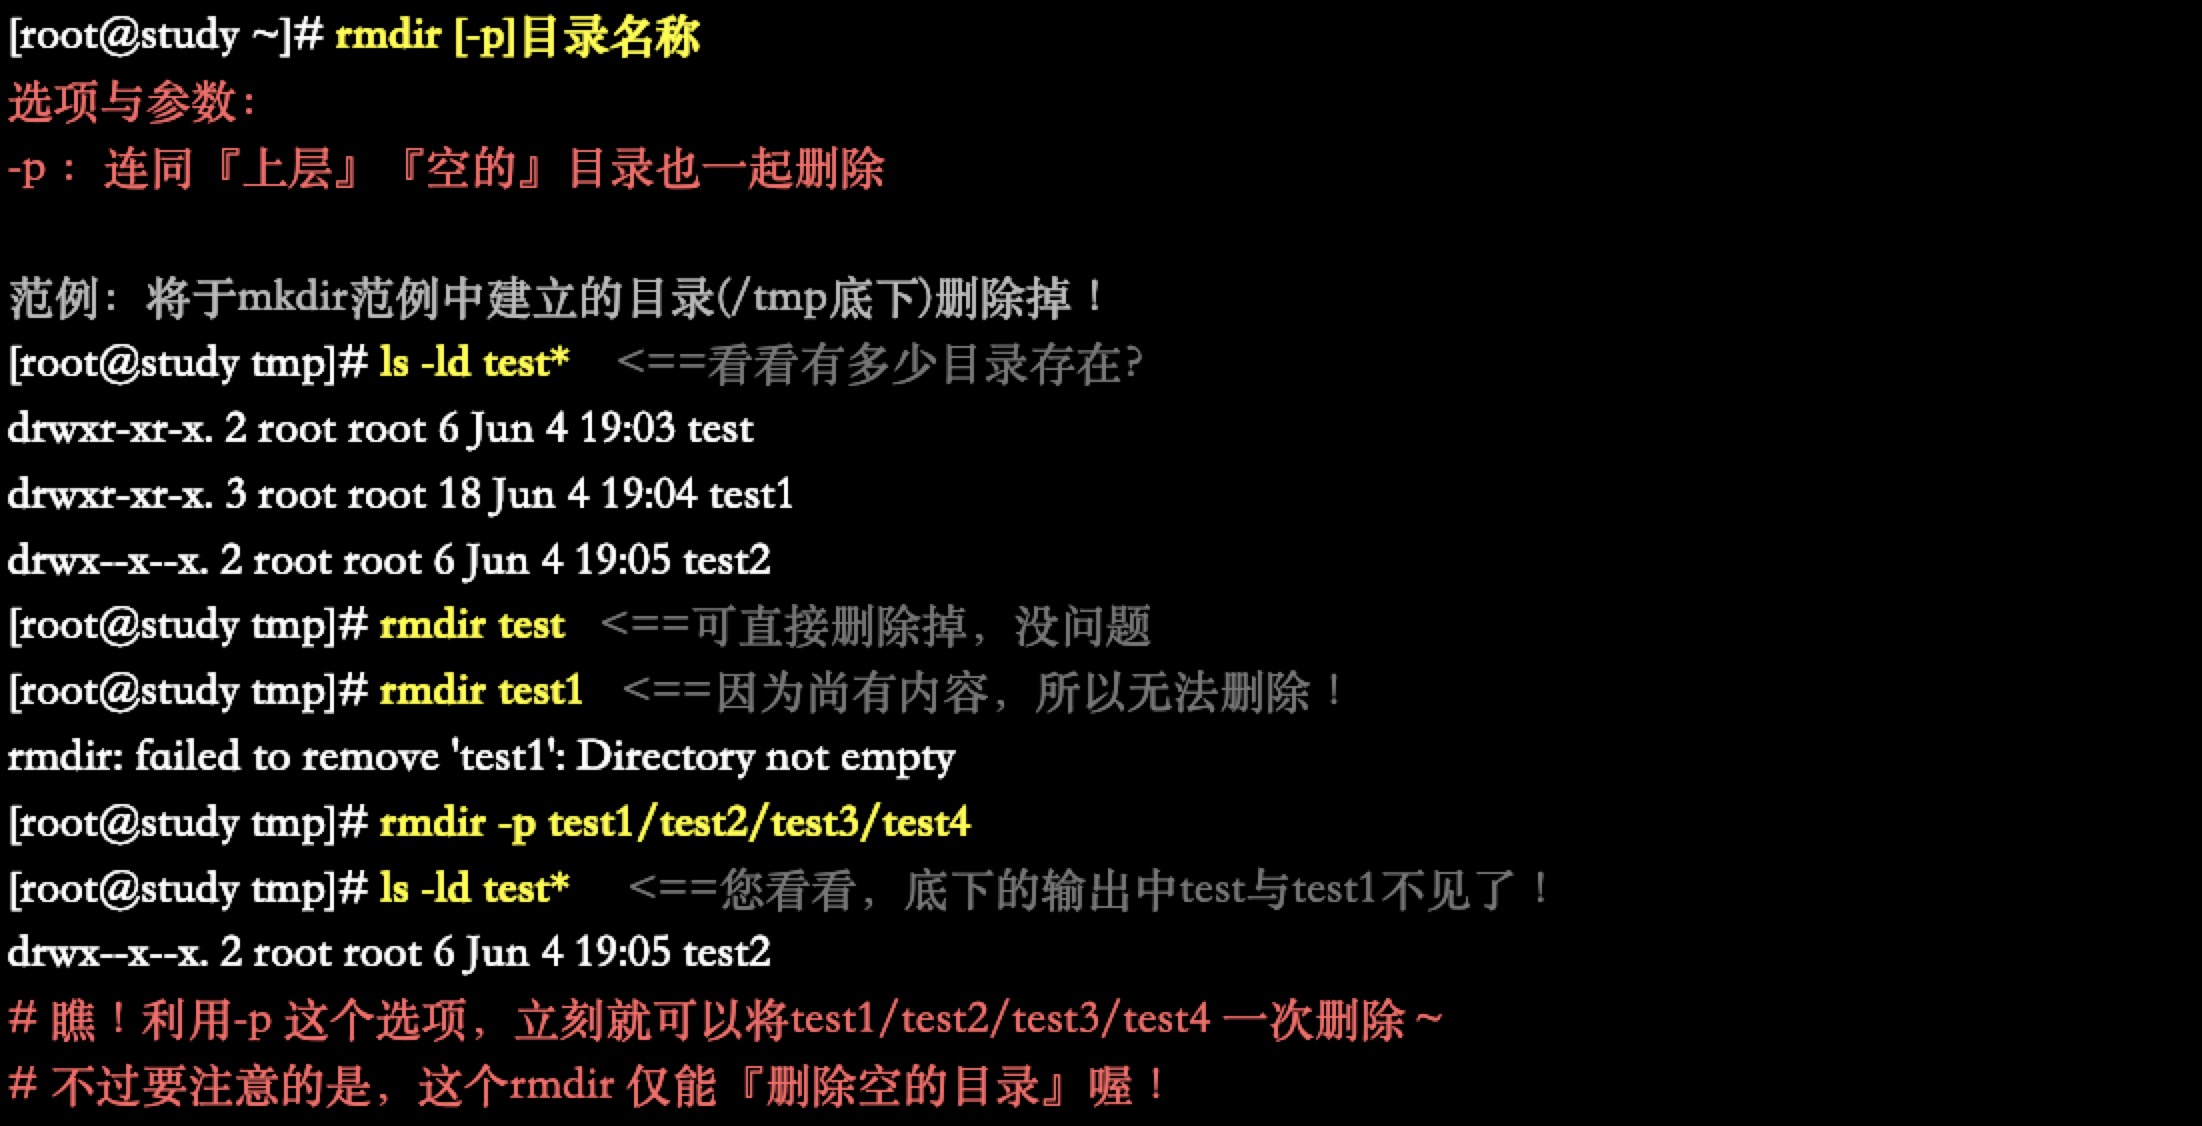 [root@study ~]# rmdir [-p]目录名称
选项与参数：
-p ：连同『上层』『空的』目录也一起删除
范例：将于mkdir范例中建立的目录(/tmp底下)删除掉！
[root@study tmp]# ls -ld test* <==看看有多少目录存在?
drwxr-xr-x. 2 root root 6 Jun 4 19:03 test
drwxr-xr-x. 3 root root 18 Jun 4 19:04 test1
drwx--x--x. 2 root root 6 Jun 4 19:05 test2
[root@study tmp]# rmdir test <==可直接删除掉，没问题
[root@study tmp]# rmdir test1 <==因为尚有内容，所以无法删除！
rmdir: failed to remove 'test1': Directory not empty
[root@study tmp]# rmdir -p test1/test2/test3/test4
[root@study tmp]# ls -ld test* <==您看看，底下的输出中test与test1不见了！
drwx--x--x. 2 root root 6 Jun 4 19:05 test2
# 瞧！利用-p 这个选项，立刻就可以将test1/test2/test3/test4 一次删除～
# 不过要注意的是，这个rmdir 仅能『删除空的目录』喔！